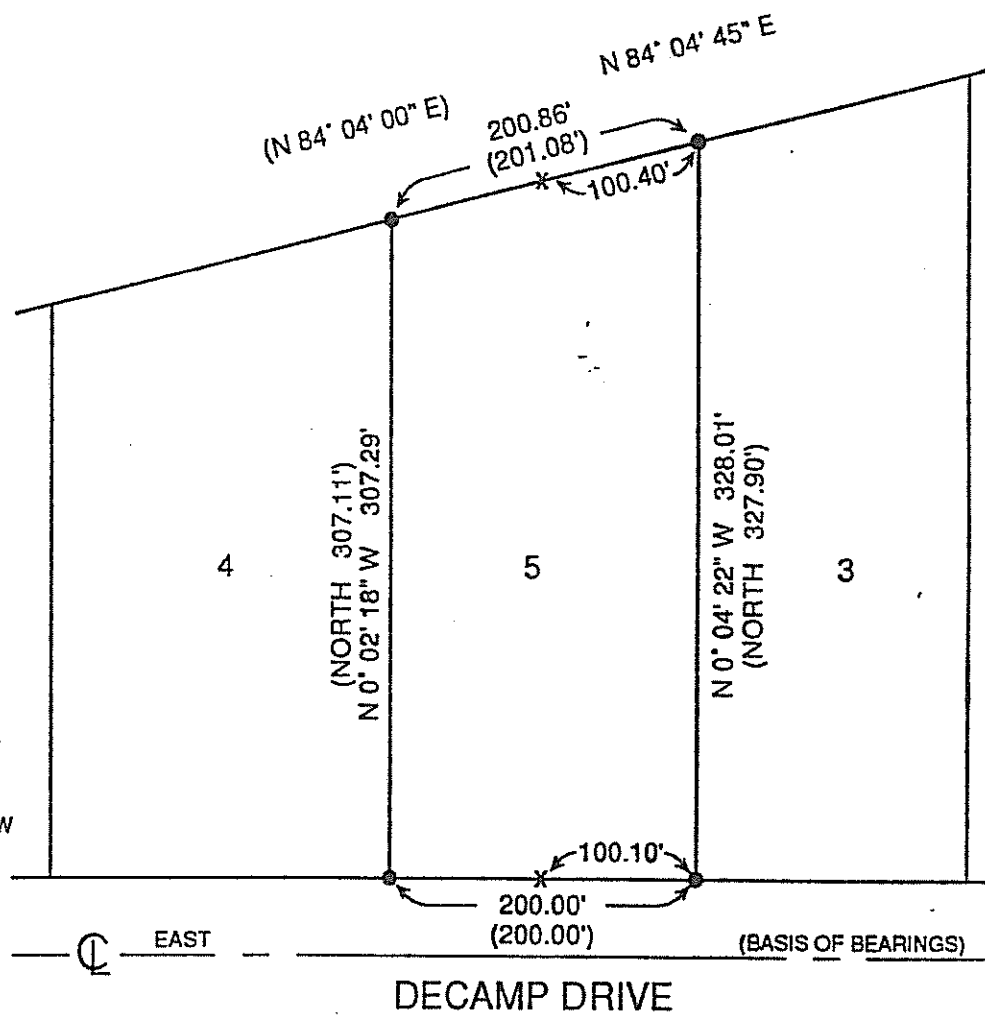 N 84° 04' 45" E
(N 84° 04' 00" E)
200.86'
(201.08')
100.40'
(NORTH 307.11')
N 0° 02' 18" W 307.29'
N 0° 04' 22" W 328.01'
(NORTH 327.90')
4
5
3
W
100.10'
200.00'
(200.00')
CL EAST
(BASIS OF BEARINGS)
DECAMP DRIVE